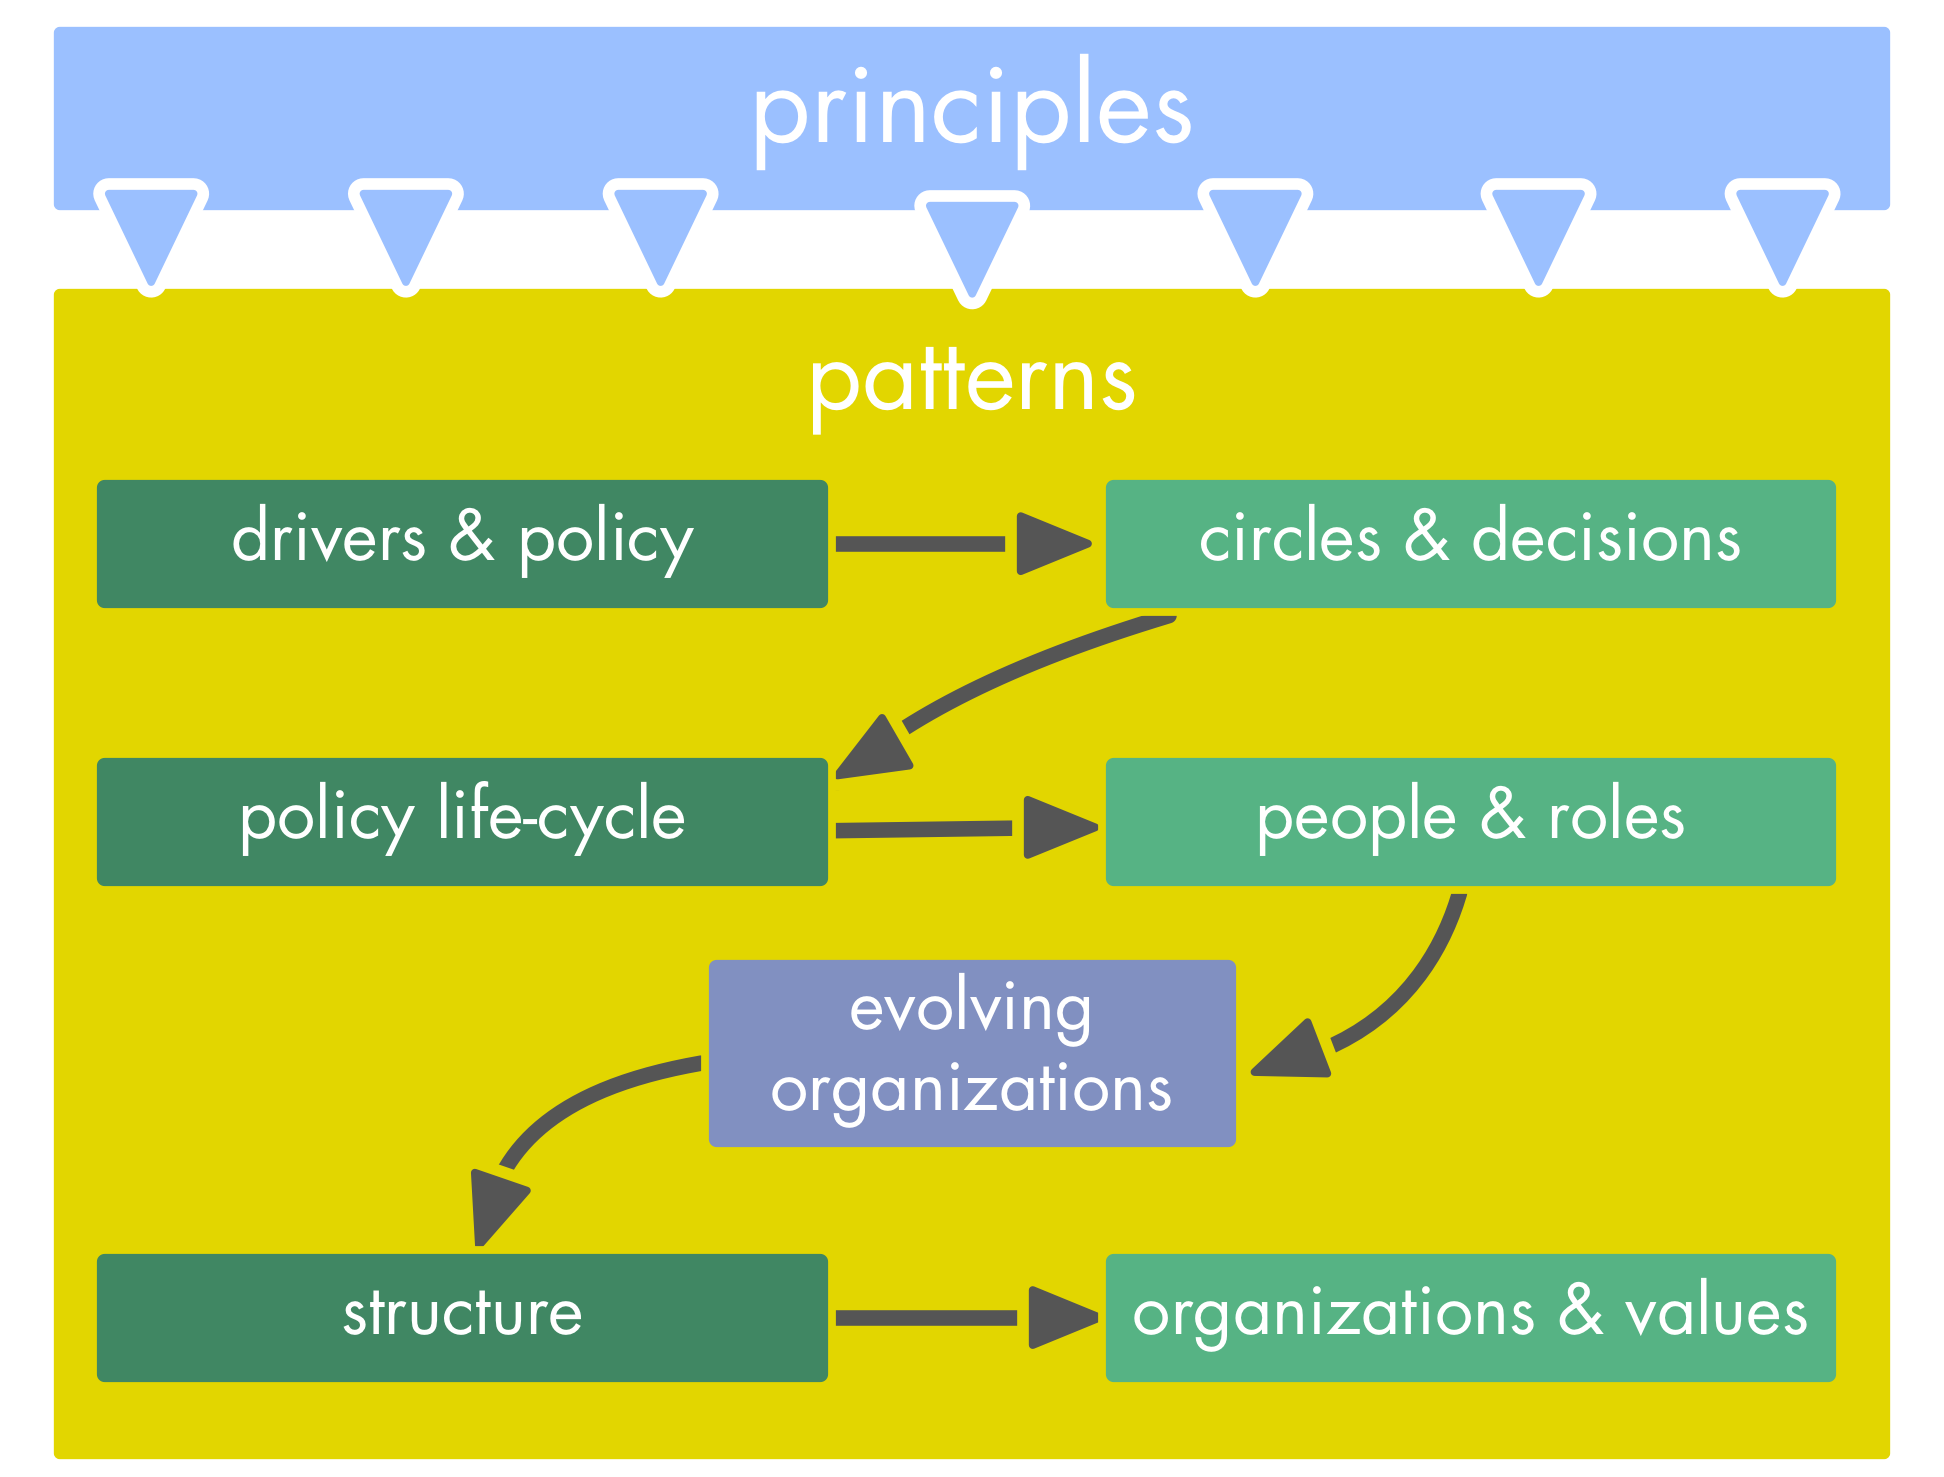 principles
patterns
drivers & policy
circles & decisions
policy life-cycle
people & roles
evolving
organizations
structure
organizations & values